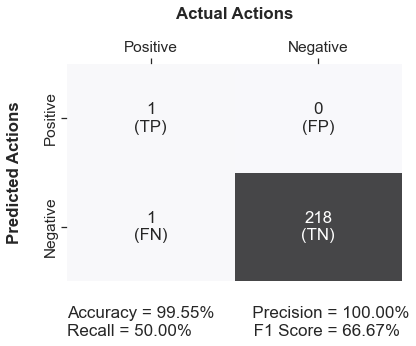 Actual Actions
Positive Negative
Predicted Actions
Positive
1 0
(TP) (FP)
Negative
1 218
(FN) (TN)
Accuracy = 99.55% Precision = 100.00%
Recall = 50.00% F1 Score = 66.67%